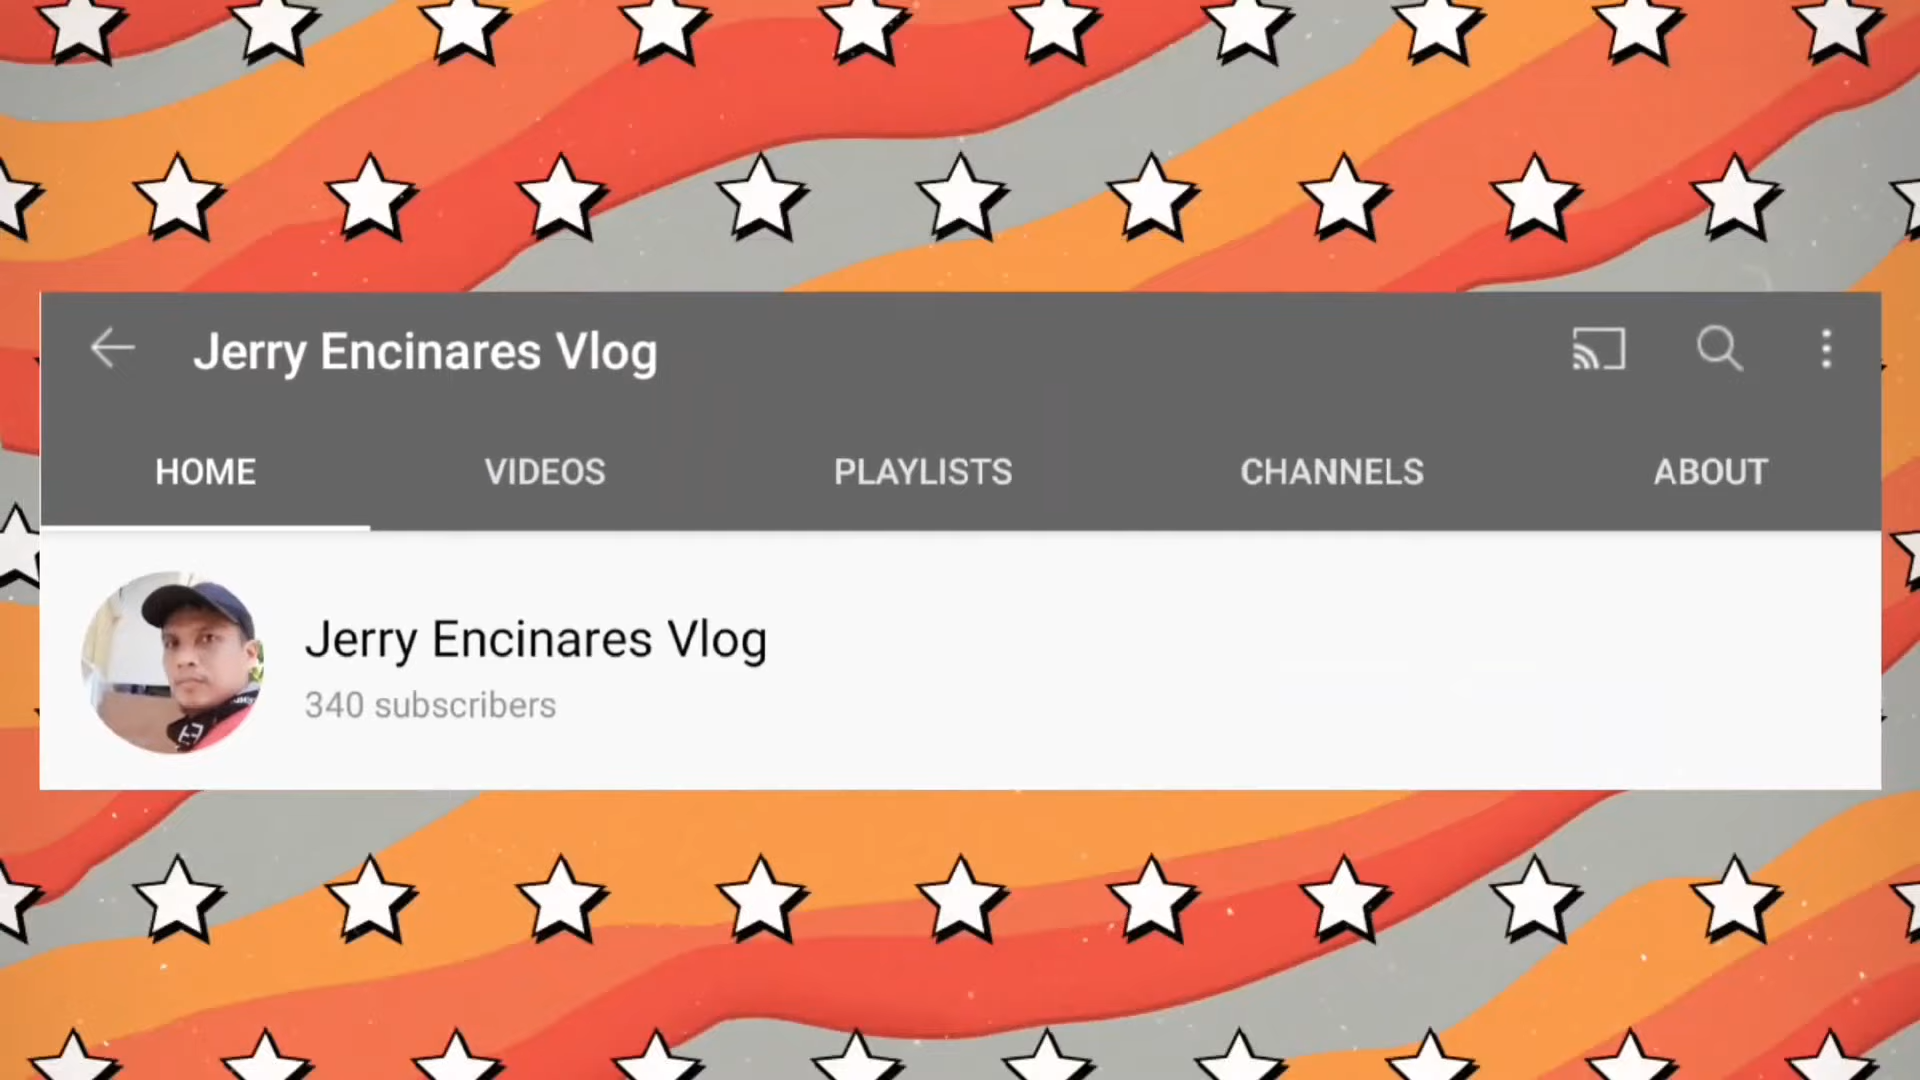 Jerry Encinares Vlog
HOME VIDEOS PLAYLISTS CHANNELS ABOUT
Jerry Encinares Vlog
340 subscribers